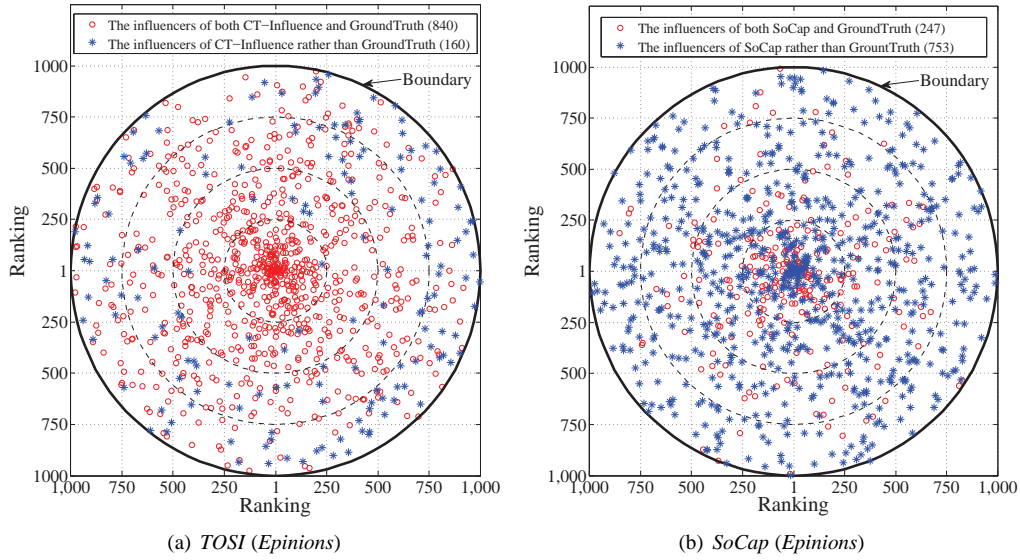 The influencers of both CT-Influence and GroundTruth (840)
The influencers of CT-Influence rather than GroundTruth (160)
1000
Boundary
750
500
250
1
250
500
750
1000
Ranking
1,000 750 500 250 1 250 500 750 1,000
Ranking
(a) TOSI (Epinions)
The influencers of both SoCap and GroundTruth (247)
The influencers of SoCap rather than GrountTruth (753)
1000
Boundary
750
500
250
1
250
500
750
1000
Ranking
1,000 750 500 250 1 250 500 750 1,000
Ranking
(b) SoCap (Epinions)